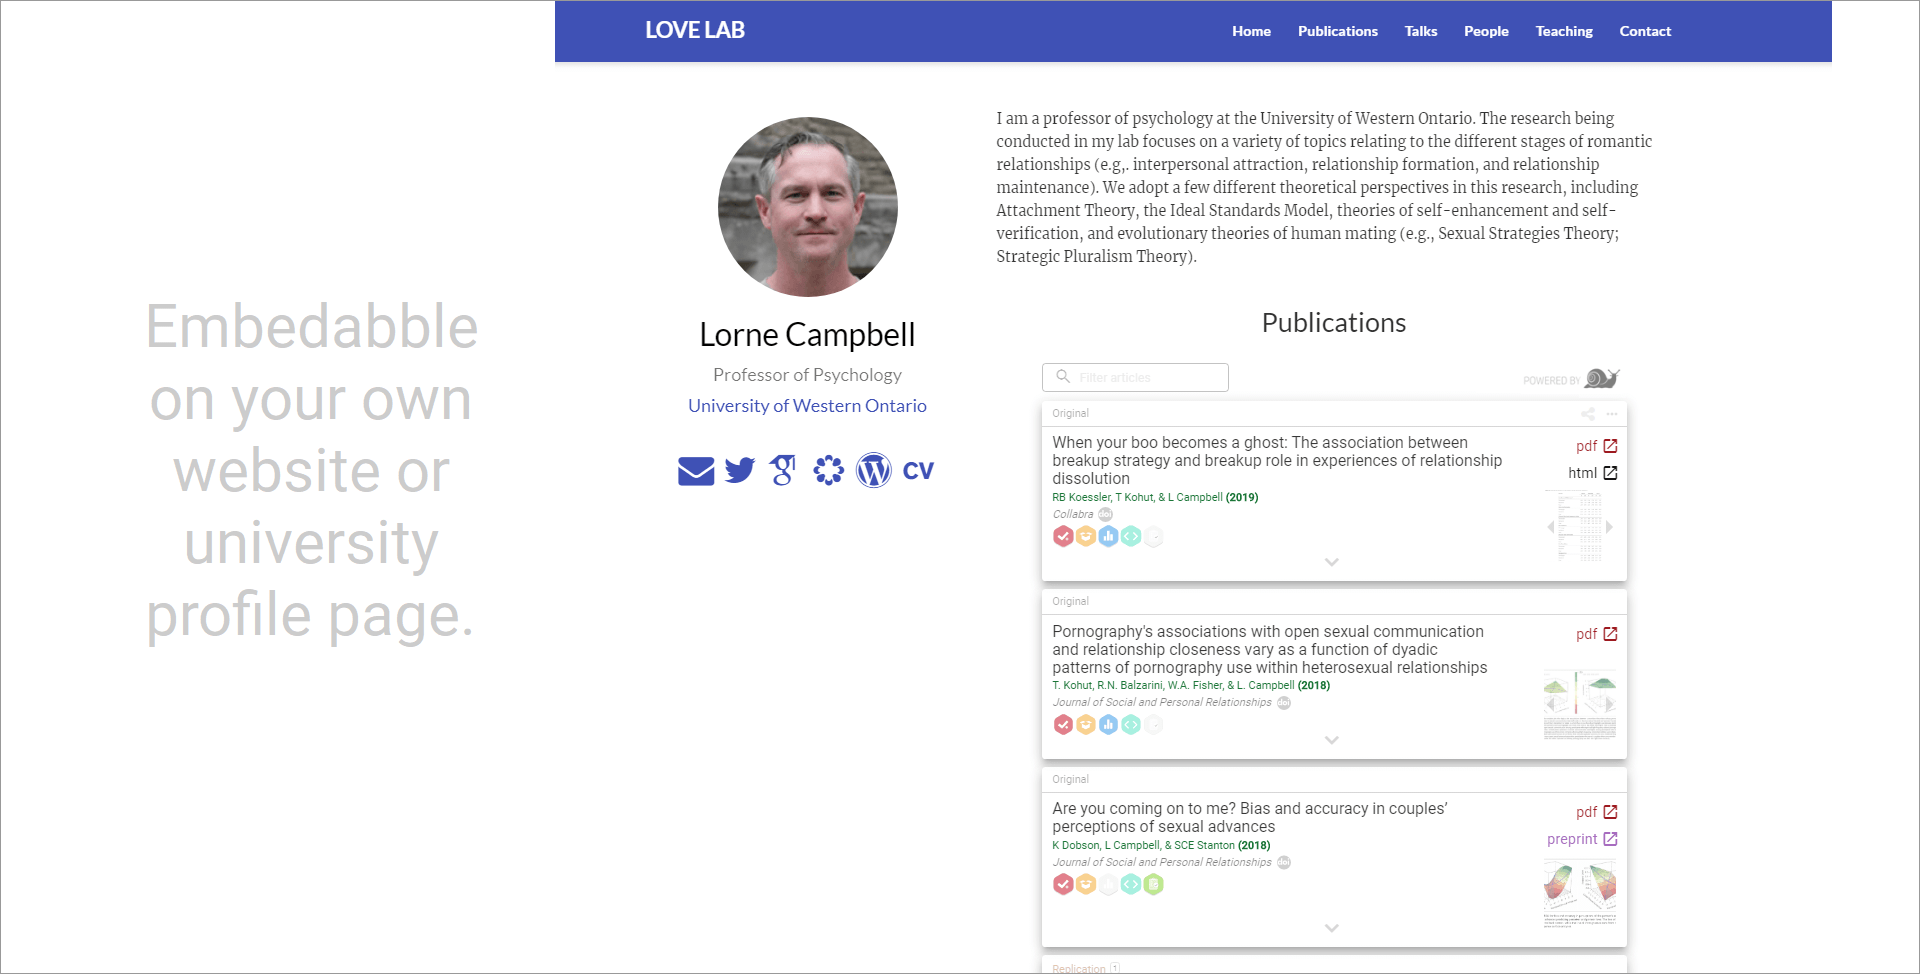 LOVE LAB
Home Publications Talks People Teaching Contact
Embedabble
on your own
website or
university
profile page.
Lorne Campbell
Professor of Psychology
University of Western Ontario
CV
I am a professor of psychology at the University of Western Ontario. The research being
conducted in my lab focuses on a variety of topics relating to the different stages of romantic
relationships (e.g,. interpersonal attraction, relationship formation, and relationship
maintenance). We adopt a few different theoretical perspectives in this research, including
Attachment Theory, the Ideal Standards Model, theories of self-enhancement and self-
verification, and evolutionary theories of human mating (e.g., Sexual Strategies Theory;
Strategic Pluralism Theory).
Publications
Filter articles
POWERED BY
Original
When your boo becomes a ghost: The association between
breakup strategy and breakup role in experiences of relationship
dissolution
RB Koessler, T Kohut, & L Campbell (2019)
Collabra doi
pdf
html
Original
Pornography's associations with open sexual communication
and relationship closeness vary as a function of dyadic
patterns of pornography use within heterosexual relationships
T. Kohut, R.N. Balzarini, W.A. Fisher, & L. Campbell (2018)
Journal of Social and Personal Relationships doi
pdf
Original
Are you coming on to me? Bias and accuracy in couples’
perceptions of sexual advances
K Dobson, L Campbell, & SCE Stanton (2018)
Journal of Social and Personal Relationships doi
pdf
preprint
Replication 1